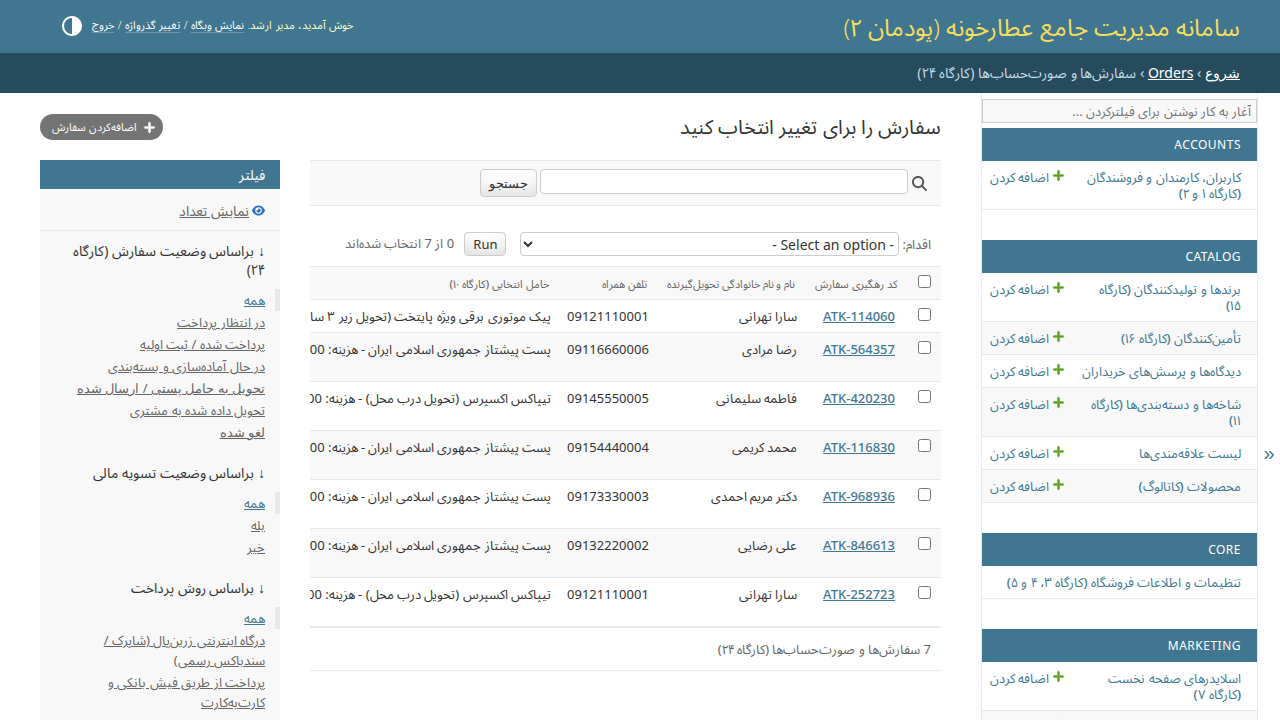 سامانه مدیریت جامع عطارخونه (پودمان ۲)
خوش آمدید، مدیر ارشد. نمایش وبگاه / تغییر گذرواژه / خروج
شروع › Orders › سفارش‌ها و صورت‌حساب‌ها (کارگاه ۲۴)
آغار به کار نوشتن برای فیلترکردن ...
ACCOUNTS
کاربران، کارمندان و فروشندگان (کارگاه ۱ و ۲)
اضافه کردن
CATALOG
برندها و تولیدکنندگان (کارگاه ۱۵)
اضافه کردن
تأمین‌کنندگان (کارگاه ۱۶)
اضافه کردن
دیدگاه‌ها و پرسش‌های خریداران
اضافه کردن
شاخه‌ها و دسته‌بندی‌ها (کارگاه ۱۱)
اضافه کردن
لیست علاقه‌مندی‌ها
اضافه کردن
محصولات (کاتالوگ)
اضافه کردن
CORE
تنظیمات و اطلاعات فروشگاه (کارگاه ۳، ۴ و ۵)
MARKETING
اسلایدرهای صفحه نخست (کارگاه ۷)
اضافه کردن
»
سفارش را برای تغییر انتخاب کنید
اضافه‌کردن سفارش
جستجو
اقدام: - Select an option - Run 0 از 7 انتخاب شده‌اند
کد رهگیری سفارش نام و نام خانوادگی تحویل‌گیرنده تلفن همراه حامل انتخابی (کارگاه ۱۰)
ATK-114060 سارا تهرانی 09121110001 پیک موتوری برقی ویژه پایتخت (تحویل زیر ۳ سا
ATK-564357 رضا مرادی 09116660006 پست پیشتاز جمهوری اسلامی ایران - هزینه: 00
ATK-420230 فاطمه سلیمانی 09145550005 تیپاکس اکسپرس (تحویل درب محل) - هزینه: 00
ATK-116830 محمد کریمی 09154440004 پست پیشتاز جمهوری اسلامی ایران - هزینه: 00
ATK-968936 دکتر مریم احمدی 09173330003 پست پیشتاز جمهوری اسلامی ایران - هزینه: 00
ATK-846613 علی رضایی 09132220002 پست پیشتاز جمهوری اسلامی ایران - هزینه: 00
ATK-252723 سارا تهرانی 09121110001 تیپاکس اکسپرس (تحویل درب محل) - هزینه: 00
7 سفارش‌ها و صورت‌حساب‌ها (کارگاه ۲۴)
فیلتر
نمایش تعداد
↓ براساس وضعیت سفارش (کارگاه ۲۴)
همه
در انتظار پرداخت
پرداخت شده / ثبت اولیه
در حال آماده‌سازی و بسته‌بندی
تحویل به حامل پستی / ارسال شده
تحویل داده شده به مشتری
لغو شده
↓ براساس وضعیت تسویه مالی
همه
بله
خیر
↓ براساس روش پرداخت
همه
درگاه اینترنتی زرین‌پال (شاپرک / سندباکس رسمی)
پرداخت از طریق فیش بانکی و کارت‌به‌کارت